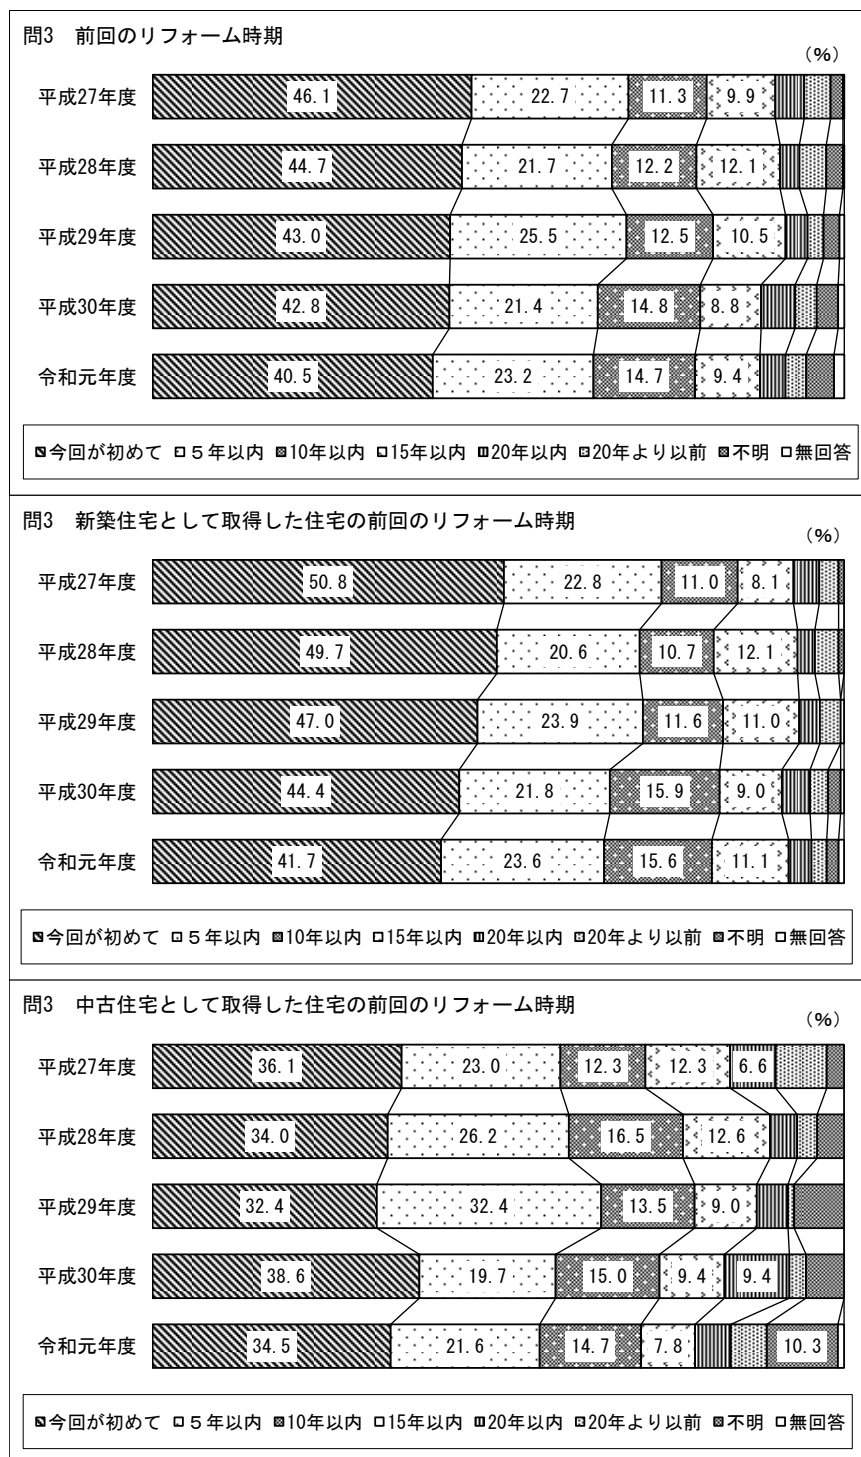 問3　前回のリフォーム時期
（%）
平成27年度 46.1 22.7 11.3 9.9
平成28年度 44.7 21.7 12.2 12.1
平成29年度 43.0 25.5 12.5 10.5
平成30年度 42.8 21.4 14.8 8.8
令和元年度 40.5 23.2 14.7 9.4
今回が初めて ５年以内 10年以内 15年以内 20年以内 20年より以前 不明 無回答
問3　新築住宅として取得した住宅の前回のリフォーム時期
（%）
平成27年度 50.8 22.8 11.0 8.1
平成28年度 49.7 20.6 10.7 12.1
平成29年度 47.0 23.9 11.6 11.0
平成30年度 44.4 21.8 15.9 9.0
令和元年度 41.7 23.6 15.6 11.1
今回が初めて ５年以内 10年以内 15年以内 20年以内 20年より以前 不明 無回答
問3　中古住宅として取得した住宅の前回のリフォーム時期
（%）
平成27年度 36.1 23.0 12.3 12.3 6.6
平成28年度 34.0 26.2 16.5 12.6
平成29年度 32.4 32.4 13.5 9.0
平成30年度 38.6 19.7 15.0 9.4 9.4
令和元年度 34.5 21.6 14.7 7.8 10.3
今回が初めて ５年以内 10年以内 15年以内 20年以内 20年より以前 不明 無回答